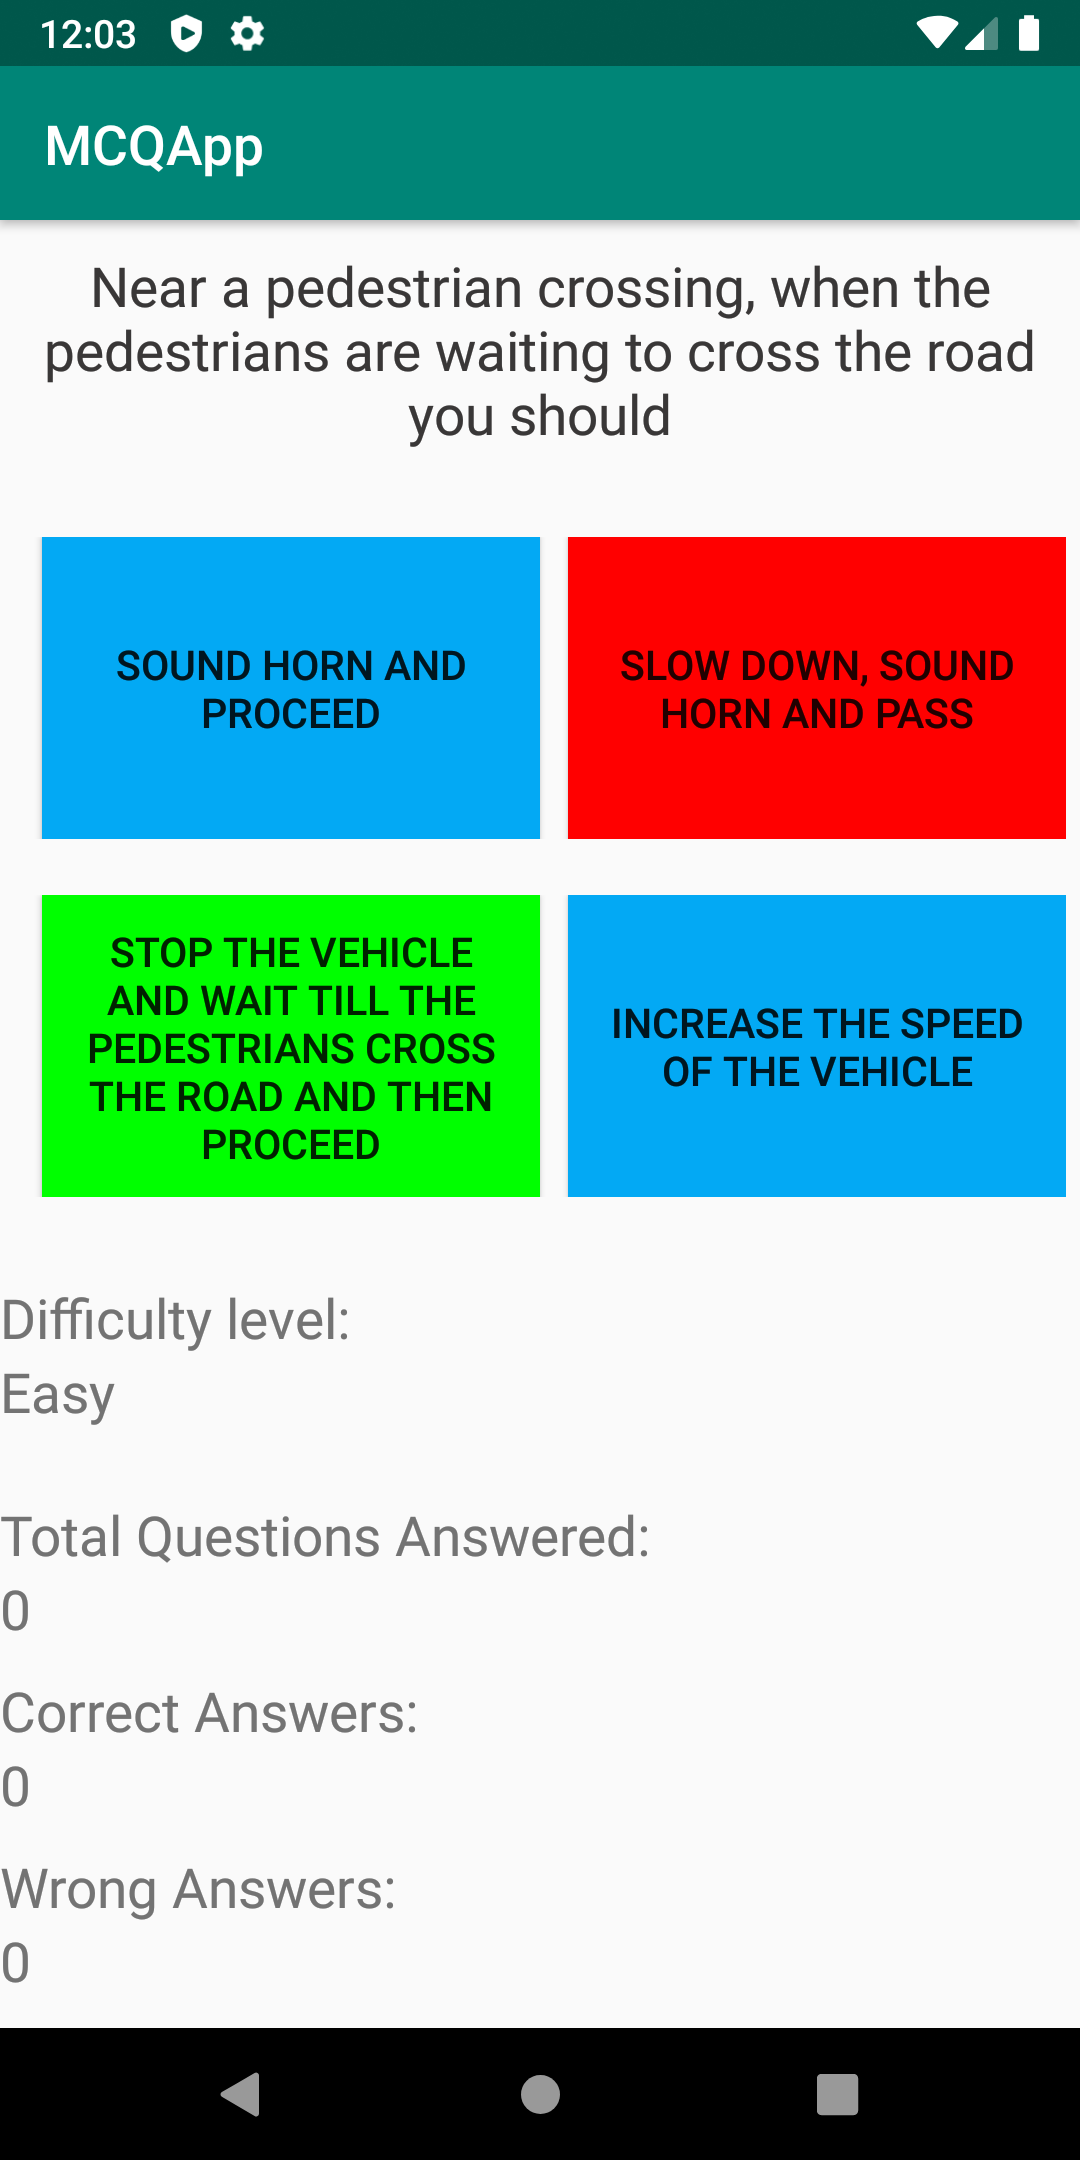 12:03
MCQApp
Near a pedestrian crossing, when the
pedestrians are waiting to cross the road
you should
SOUND HORN AND
PROCEED
SLOW DOWN, SOUND
HORN AND PASS
STOP THE VEHICLE
AND WAIT TILL THE
PEDESTRIANS CROSS
THE ROAD AND THEN
PROCEED
INCREASE THE SPEED
OF THE VEHICLE
Difficulty level:
Easy
Total Questions Answered:
0
Correct Answers:
0
Wrong Answers:
0